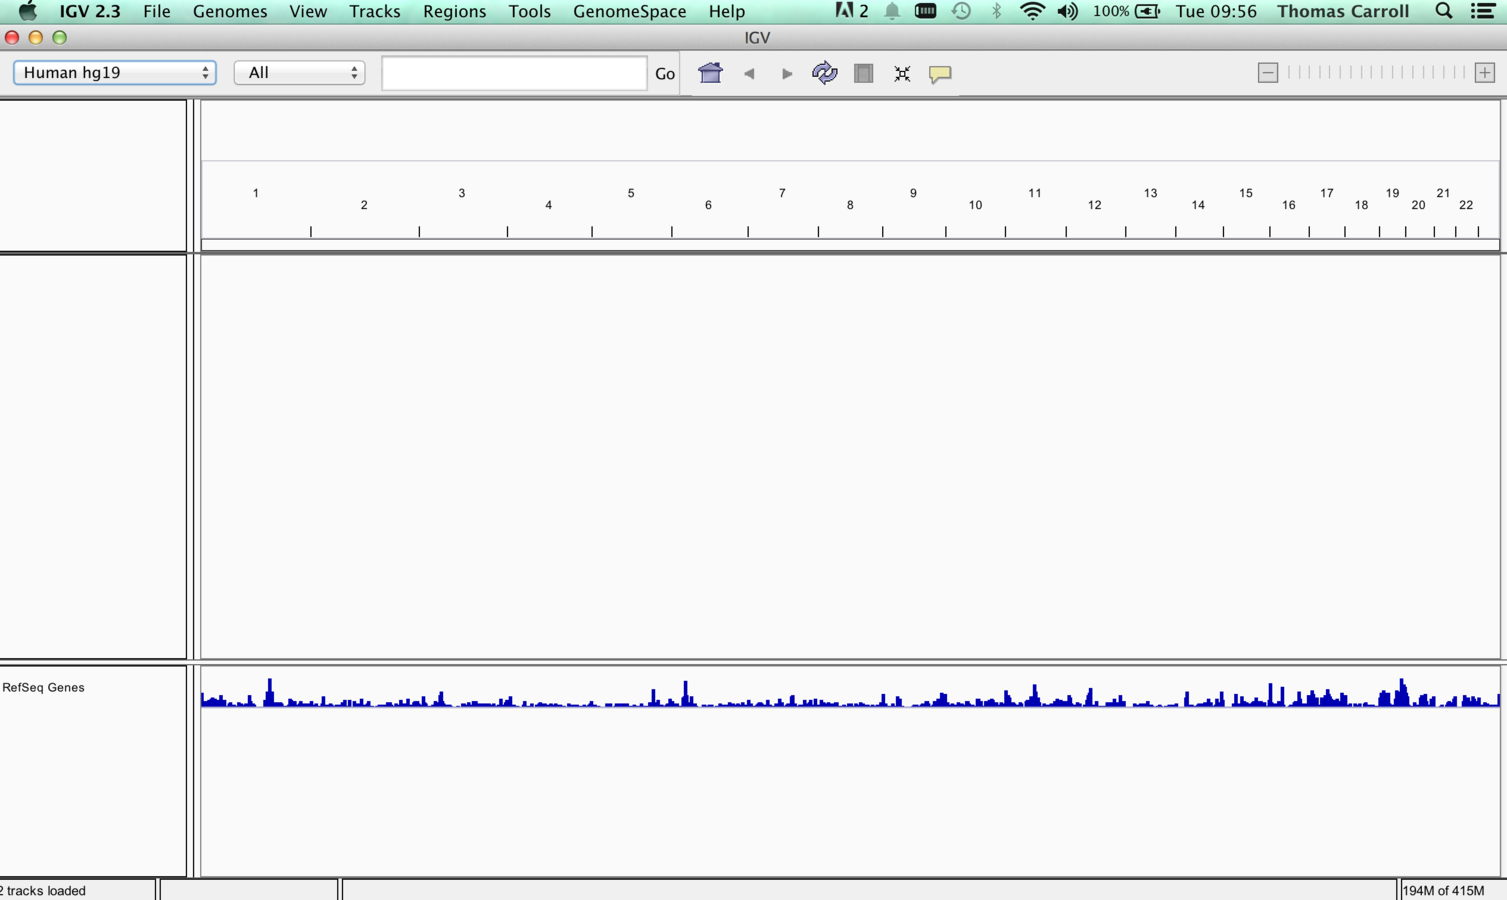 IGV 2.3 File Genomes View Tracks Regions Tools GenomeSpace Help 2 100% Tue 09:56 Thomas Carroll
IGV
Human hg19 All Go
1 3 5 7 9 11 13 15 17 19 21
2 4 6 8 10 12 14 16 18 20 22
RefSeq Genes
2 tracks loaded 194M of 415M